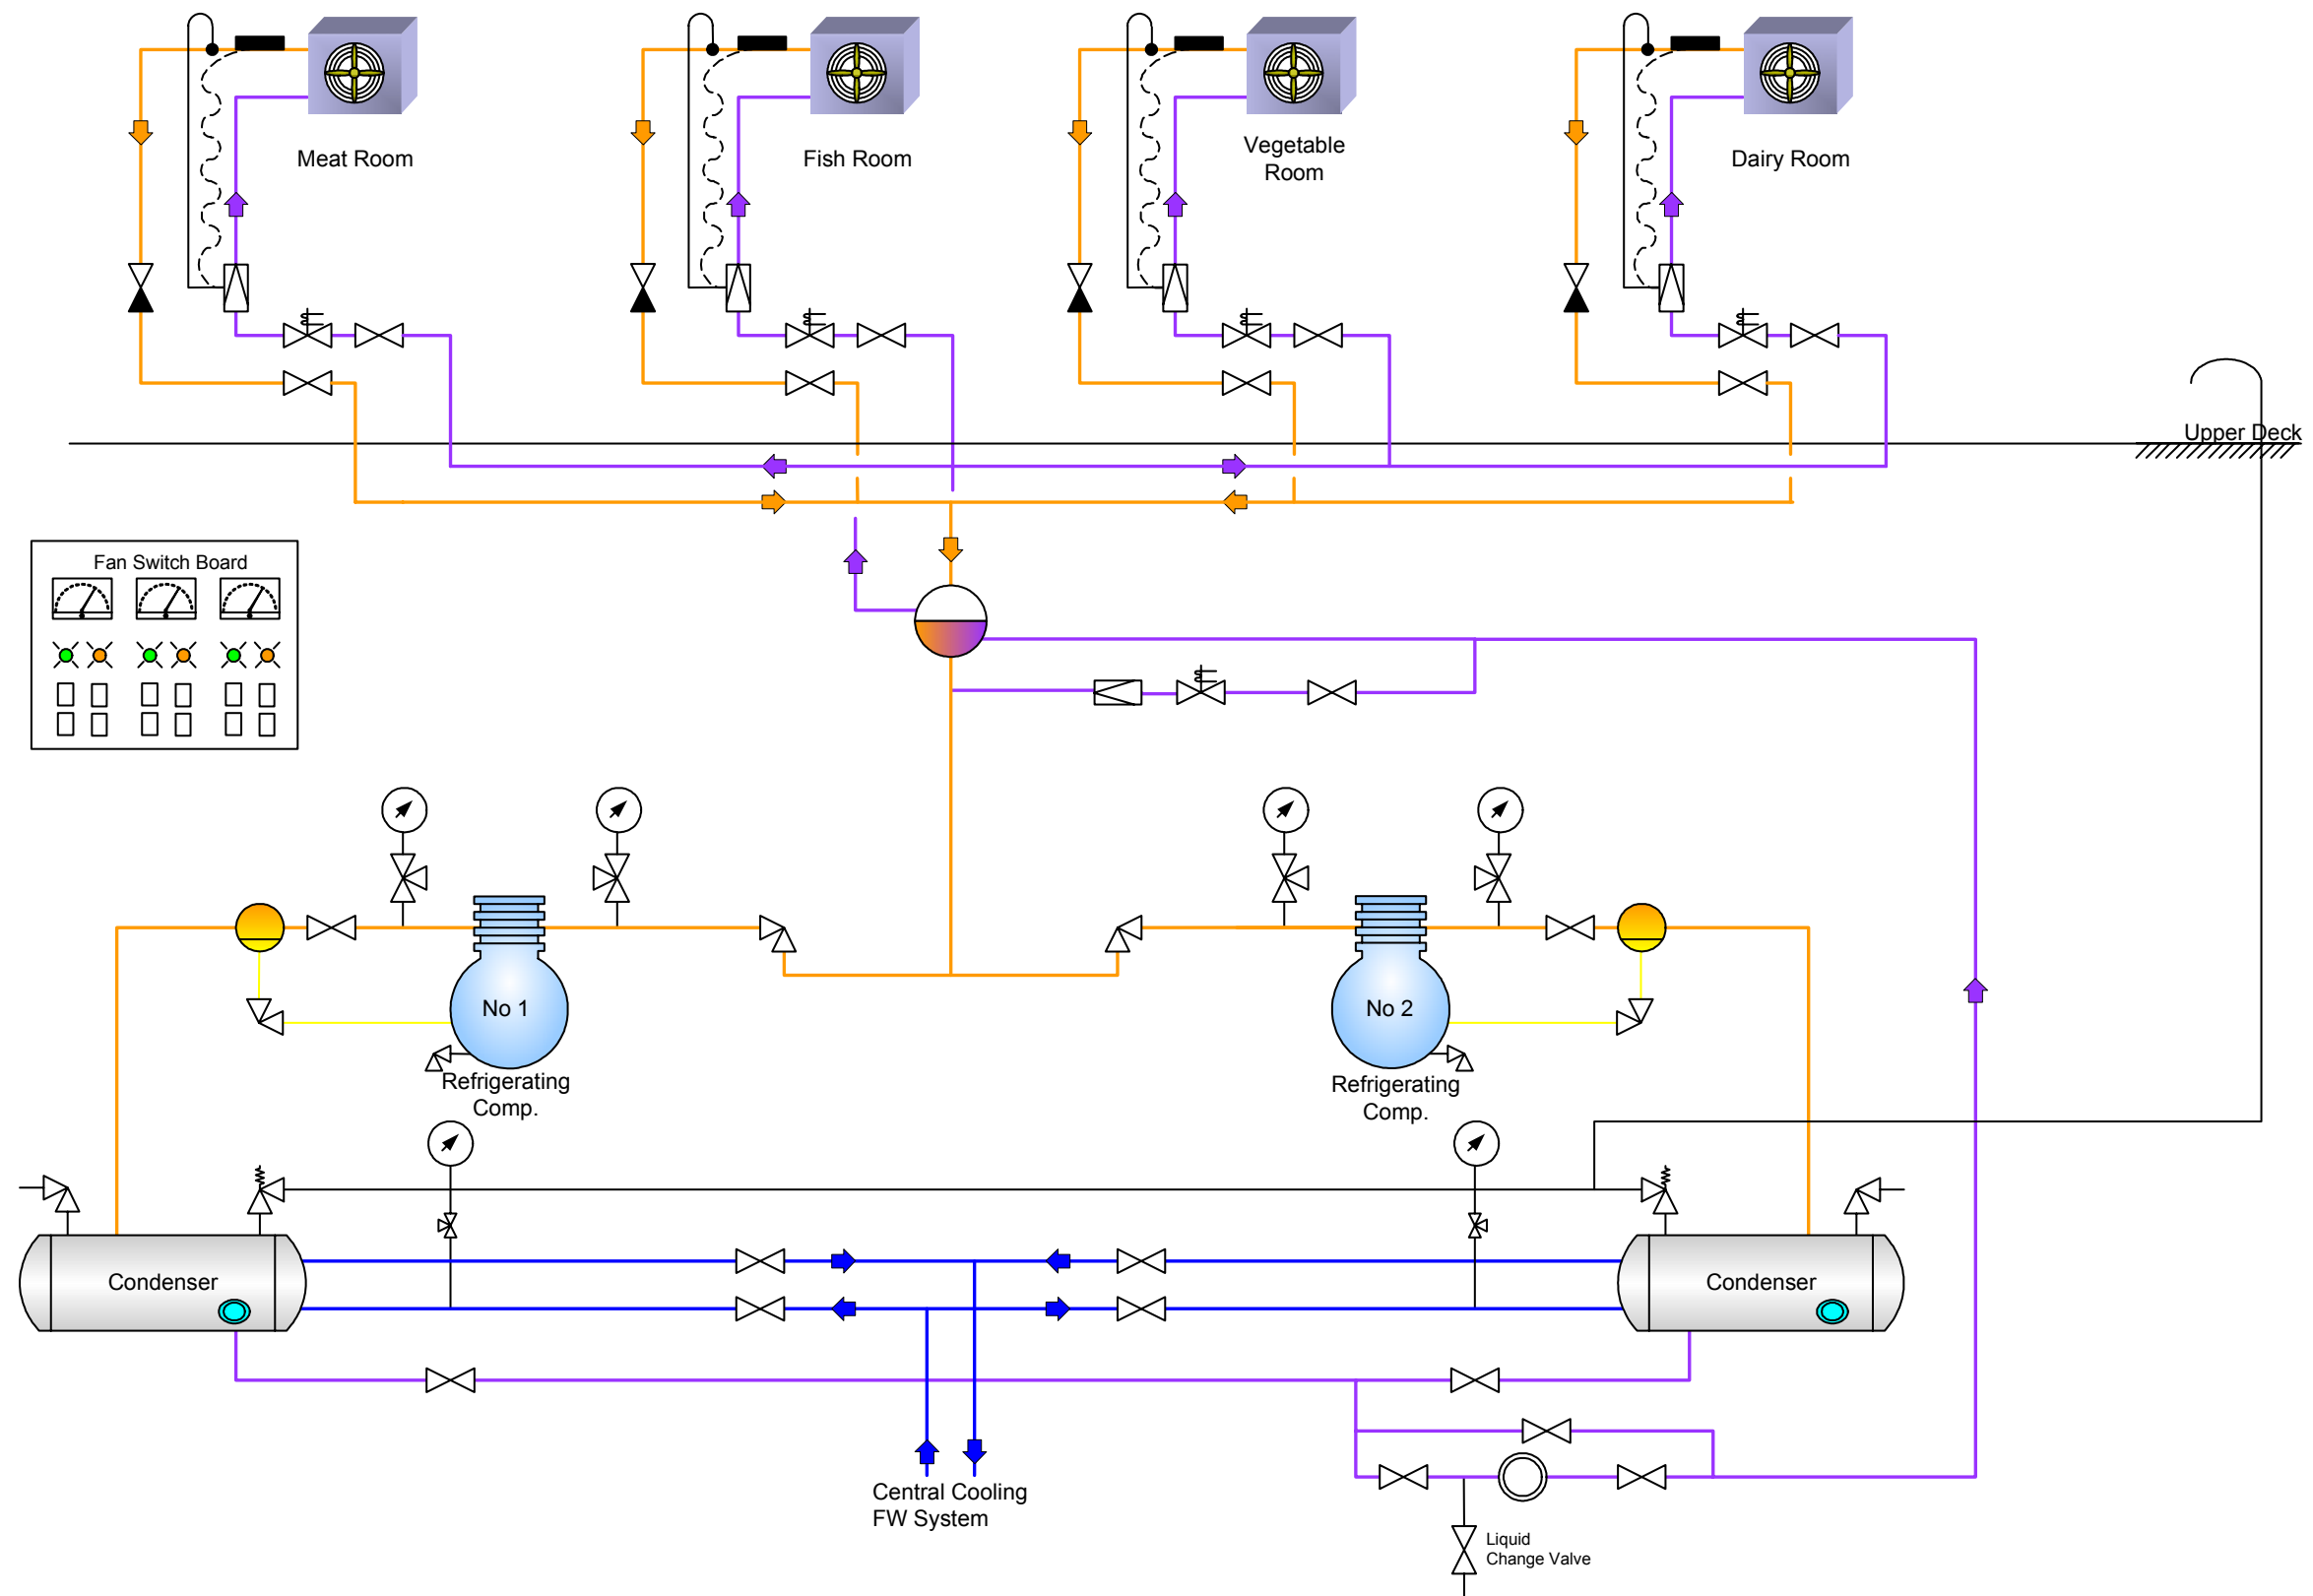 Meat Room
Fish Room
Vegetable
Room
Dairy Room
Upper Deck
Fan Switch Board
No 1
Refrigerating
Comp.
No 2
Refrigerating
Comp.
Condenser
Condenser
Central Cooling
FW System
Liquid
Change Valve